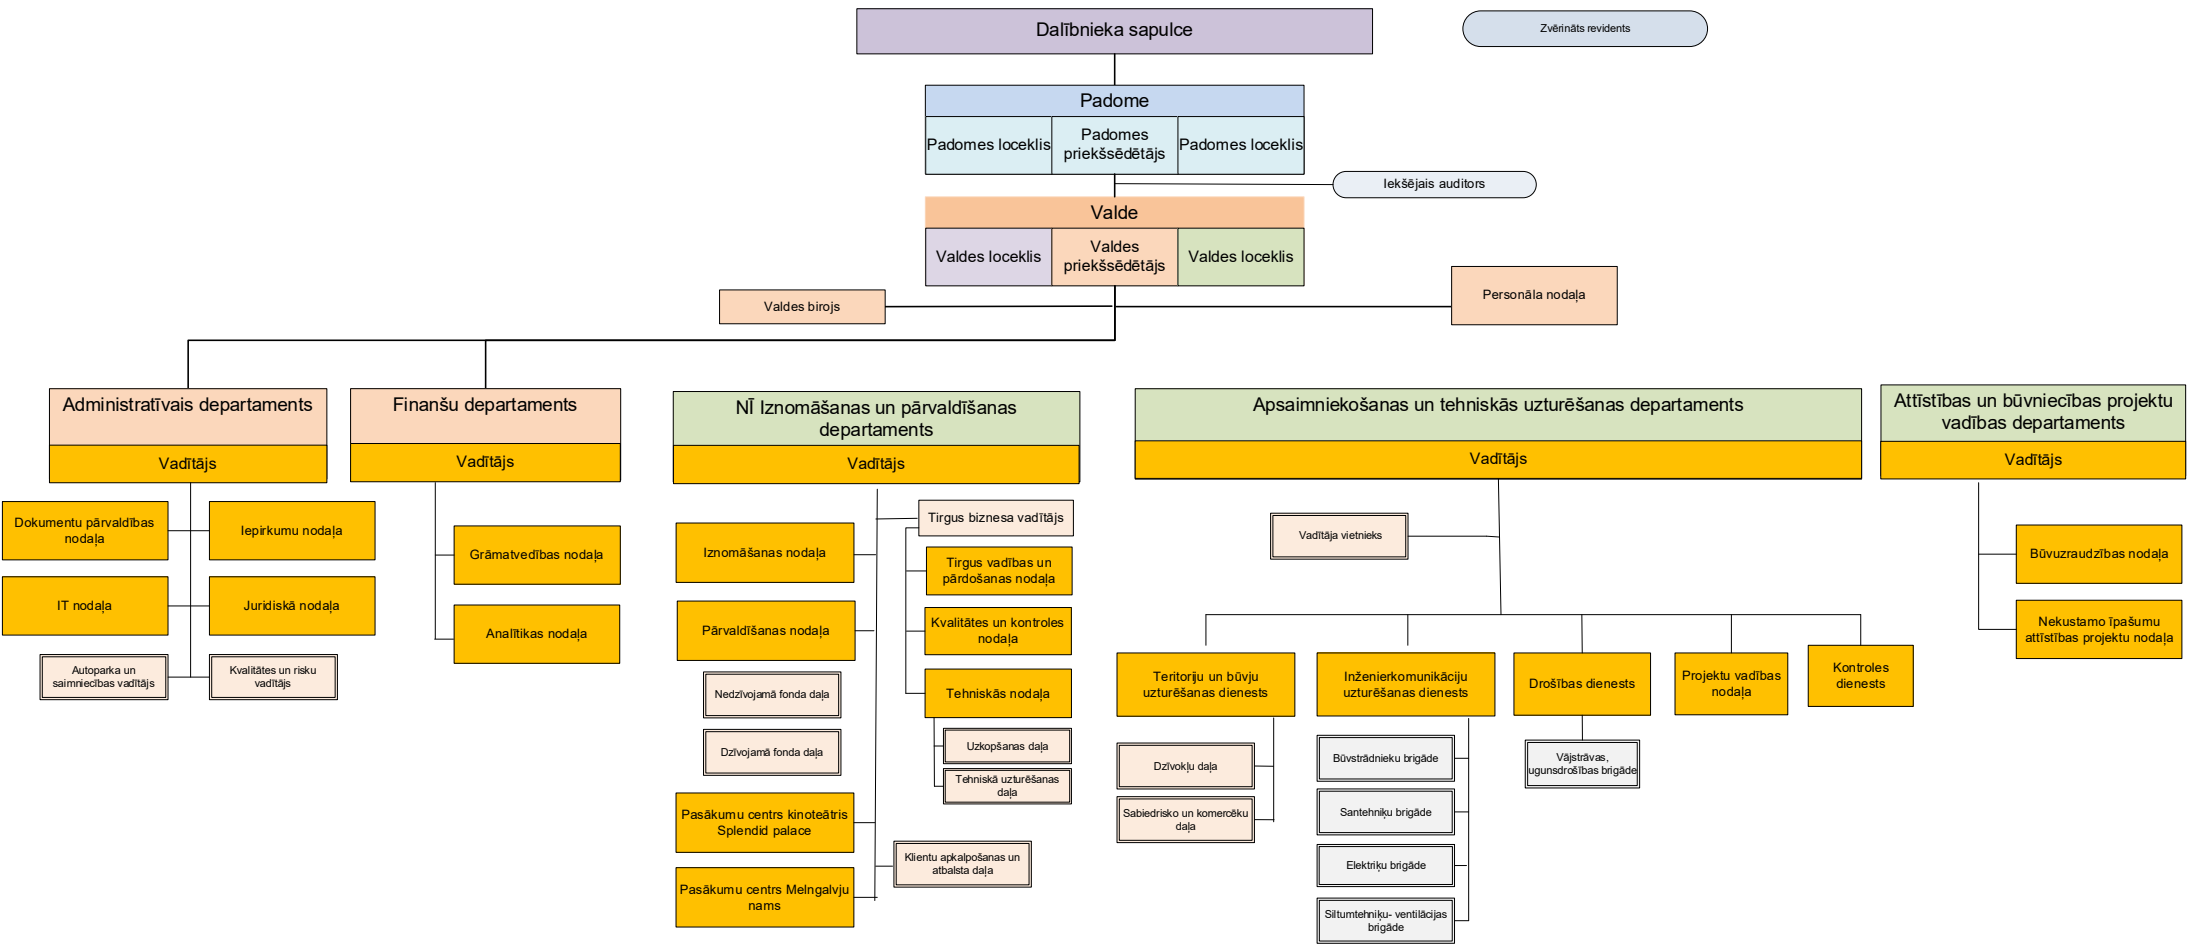 Dalībnieka sapulce
Zvērināts revidents
Padome
Padomes loceklis
Padomes
priekšsēdētājs
Padomes loceklis
Iekšējais auditors
Valde
Valdes loceklis
Valdes
priekšsēdētājs
Valdes loceklis
Valdes birojs
Personāla nodaļa
Administratīvais departaments
Vadītājs
Dokumentu pārvaldības
nodaļa
Iepirkumu nodaļa
IT nodaļa
Juridiskā nodaļa
Autoparka un
saimniecības vadītājs
Kvalitātes un risku
vadītājs
Finanšu departaments
Vadītājs
Grāmatvedības nodaļa
Analītikas nodaļa
NĪ Iznomāšanas un pārvaldīšanas
departaments
Vadītājs
Iznomāšanas nodaļa
Pārvaldīšanas nodaļa
Nedzīvojamā fonda daļa
Dzīvojamā fonda daļa
Pasākumu centrs kinoteātris
Splendid palace
Pasākumu centrs Melngalvju
nams
Tirgus biznesa vadītājs
Tirgus vadības un
pārdošanas nodaļa
Kvalitātes un kontroles
nodaļa
Tehniskās nodaļa
Uzkopšanas daļa
Tehniskā uzturēšanas
daļa
Klientu apkalpošanas un
atbalsta daļa
Apsaimniekošanas un tehniskās uzturēšanas departaments
Vadītājs
Vadītāja vietnieks
Teritoriju un būvju
uzturēšanas dienests
Dzīvokļu daļa
Sabiedrisko un komercēku
daļa
Inženierkomunikāciju
uzturēšanas dienests
Būvstrādnieku brigāde
Santehniķu brigāde
Elektriķu brigāde
Siltumtehniķu- ventilācijas
brigāde
Drošības dienests
Vājstrāvas,
ugunsdrošības brigāde
Projektu vadības
nodaļa
Kontroles
dienests
Attīstības un būvniecības projektu
vadības departaments
Vadītājs
Būvuzraudzības nodaļa
Nekustamo īpašumu
attīstības projektu nodaļa